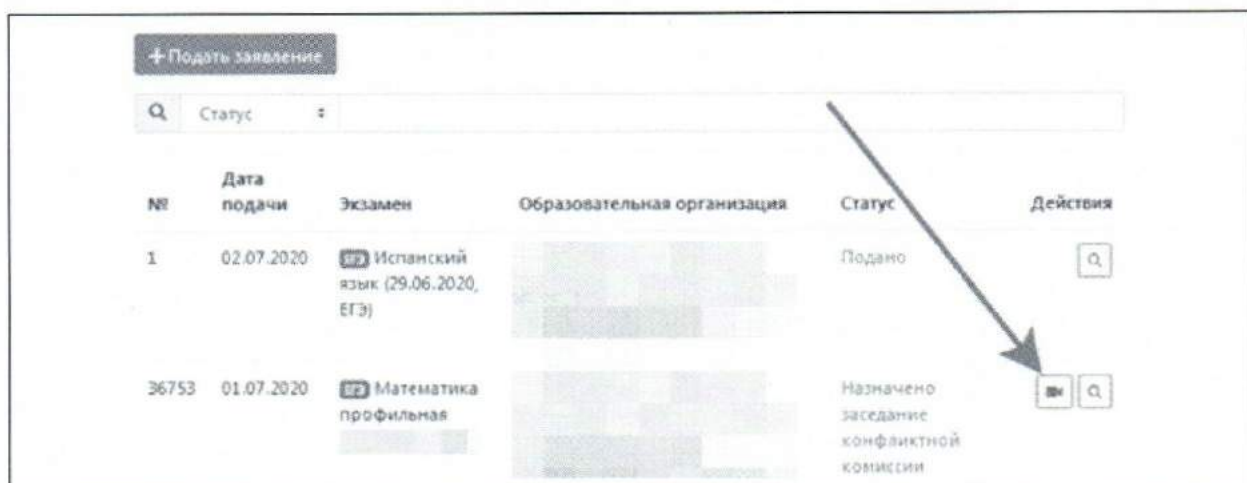 + Подать заявление
Статус
№ Дата подачи Экзамен Образовательная организация Статус Действия
1 02.07.2020 ЕГЭ Испанский Подано
язык (29.06.2020,
ЕГЭ)
36753 01.07.2020 ЕГЭ Математика Назначено
профильная заседание
конфликтной
комиссии